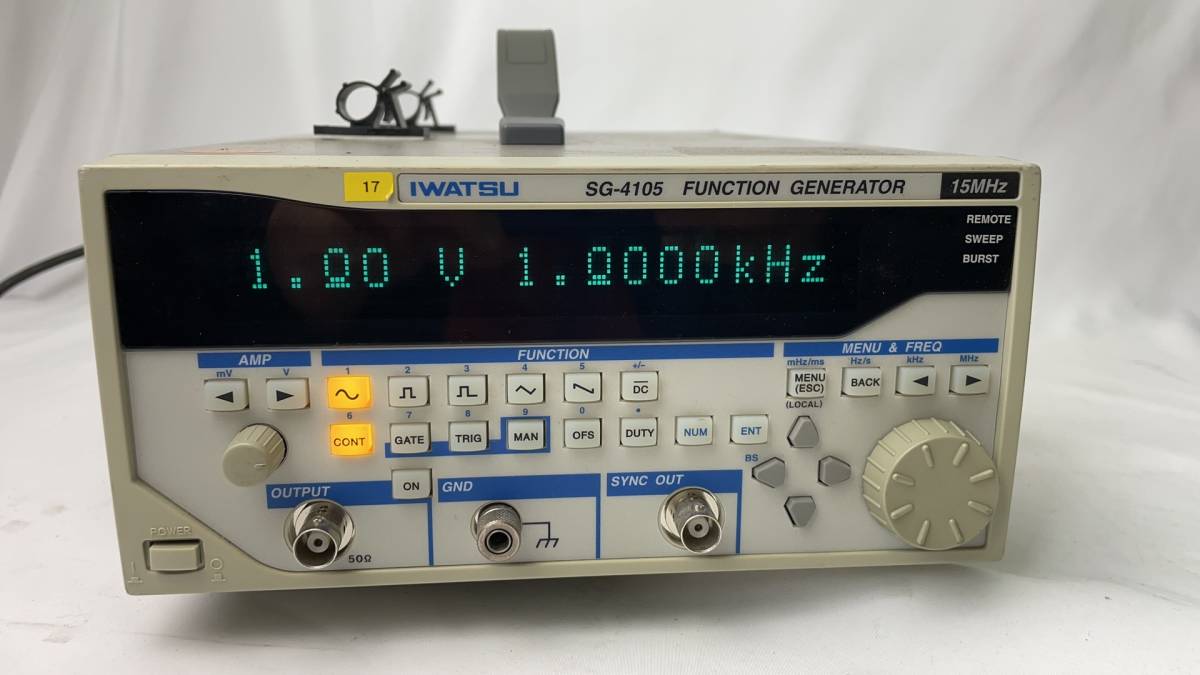 17 IWATSU SG-4105 FUNCTION GENERATOR 15MHz
REMOTE
SWEEP
BURST
1.00 V 1.0000kHz
AMP FUNCTION MENU & FREQ
mV V 1 2 3 4 5 +/- mHz/ms Hz/s kHz MHz
DC MENU (ESC) BACK
(LOCAL)
6 7 8 9 0 •
CONT GATE TRIG MAN OFS DUTY NUM ENT
BS
ON
OUTPUT GND SYNC OUT
50Ω
POWER
I O